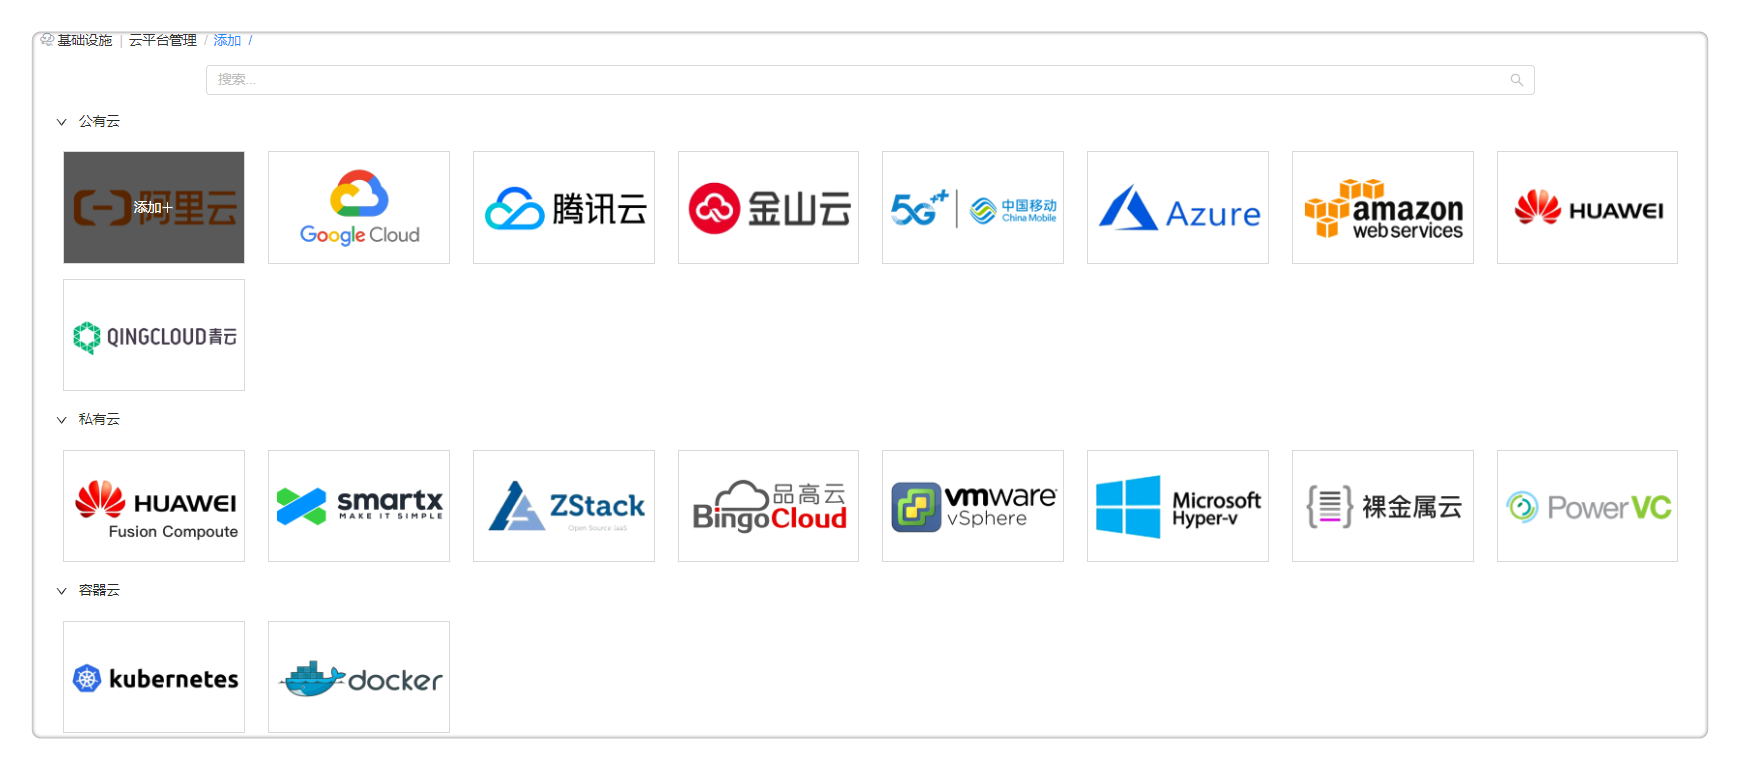 基础设施 | 云平台管理 / 添加 /
搜索...
公有云
阿里云
添加+
Google Cloud
腾讯云
金山云
5G++ 中国移动
China Mobile
Azure
amazon
web services
HUAWEI
QINGCLOUD青云
私有云
HUAWEI
Fusion Compoute
smartx
MAKE IT SIMPLE
ZStack
Open Source IaaS
品高云
BingoCloud
vmware
vSphere
Microsoft
Hyper-v
裸金属云
PowerVC
容器云
kubernetes
docker